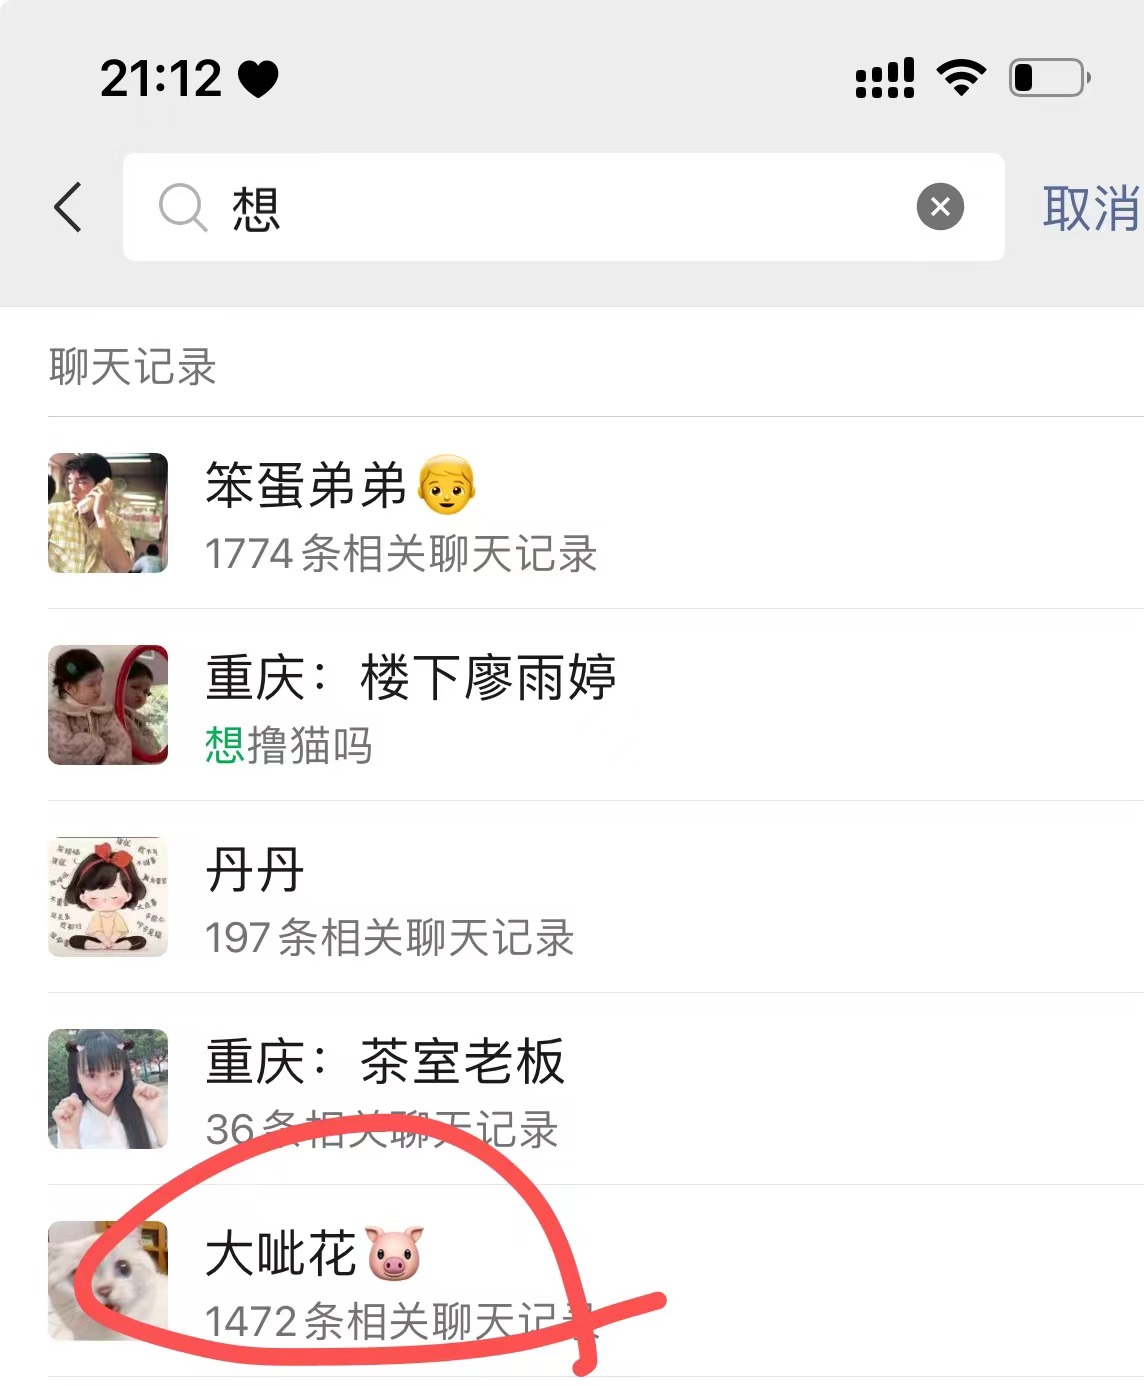 21:12
想
取消
聊天记录
笨蛋弟弟👦
1774条相关聊天记录
重庆：楼下廖雨婷
想撸猫吗
丹丹
197条相关聊天记录
重庆：茶室老板
36条相关聊天记录
大呲花🐷
1472条相关聊天记录